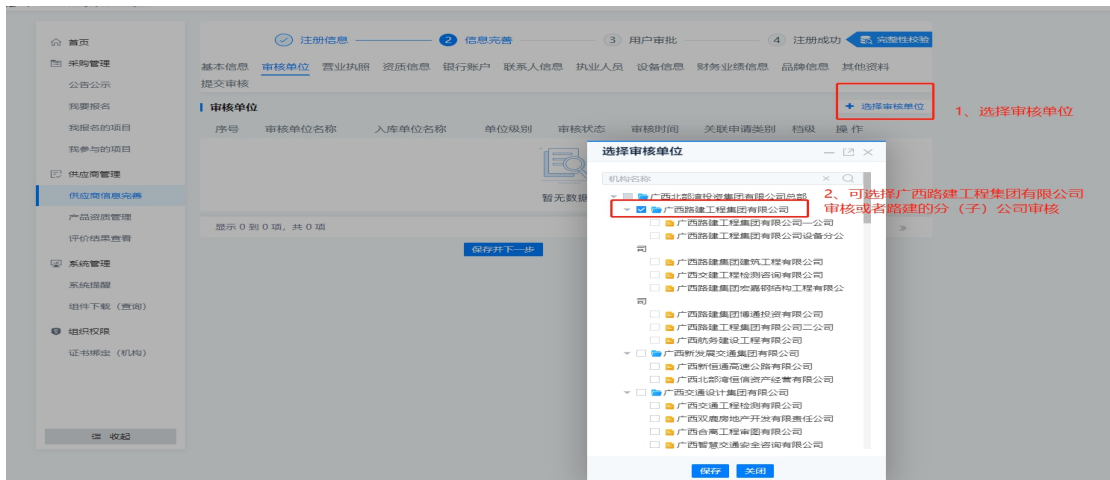 首页
采购管理
公告公示
我要报名
我报名的项目
我参与的项目
供应商管理
供应商信息完善
产品资质管理
评价结果查看
系统管理
系统提醒
组件下载（查询）
组织权限
证书绑定（机构）
收起
注册信息 2 信息完善 3 用户审批 4 注册成功 完整性校验
基本信息 审核单位 营业执照 资质信息 银行账户 联系人信息 执业人员 设备信息 财务业绩信息 品牌信息 其他资料
提交审核
审核单位
+ 选择审核单位
1、选择审核单位
序号 审核单位名称 入库单位名称 单位级别 审核状态 审核时间 关联申请类别 档级 操作
暂无数据
显示 0 到 0 项，共 0 项
保存并下一步
选择审核单位
机构名称
广西北部湾投资集团有限公司总部
广西路建工程集团有限公司
2、可选择广西路建工程集团有限公司
审核或者路建的分（子）公司审核
广西路建工程集团有限公司一公司
广西路建工程集团有限公司设备分公
司
广西路建集团建筑工程有限公司
广西交建工程检测咨询有限公司
广西路建集团宏嘉钢结构工程有限公
司
广西路建集团博通投资有限公司
广西路建工程集团有限公司二公司
广西航务建设工程有限公司
广西新发展交通集团有限公司
广西新恒通高速公路有限公司
广西北部湾恒信资产经营有限公司
广西交通设计集团有限公司
广西交通工程检测有限公司
广西双鹿房地产开发有限责任公司
广西合禹工程审图有限公司
广西智慧交通安全咨询有限公司
保存 关闭